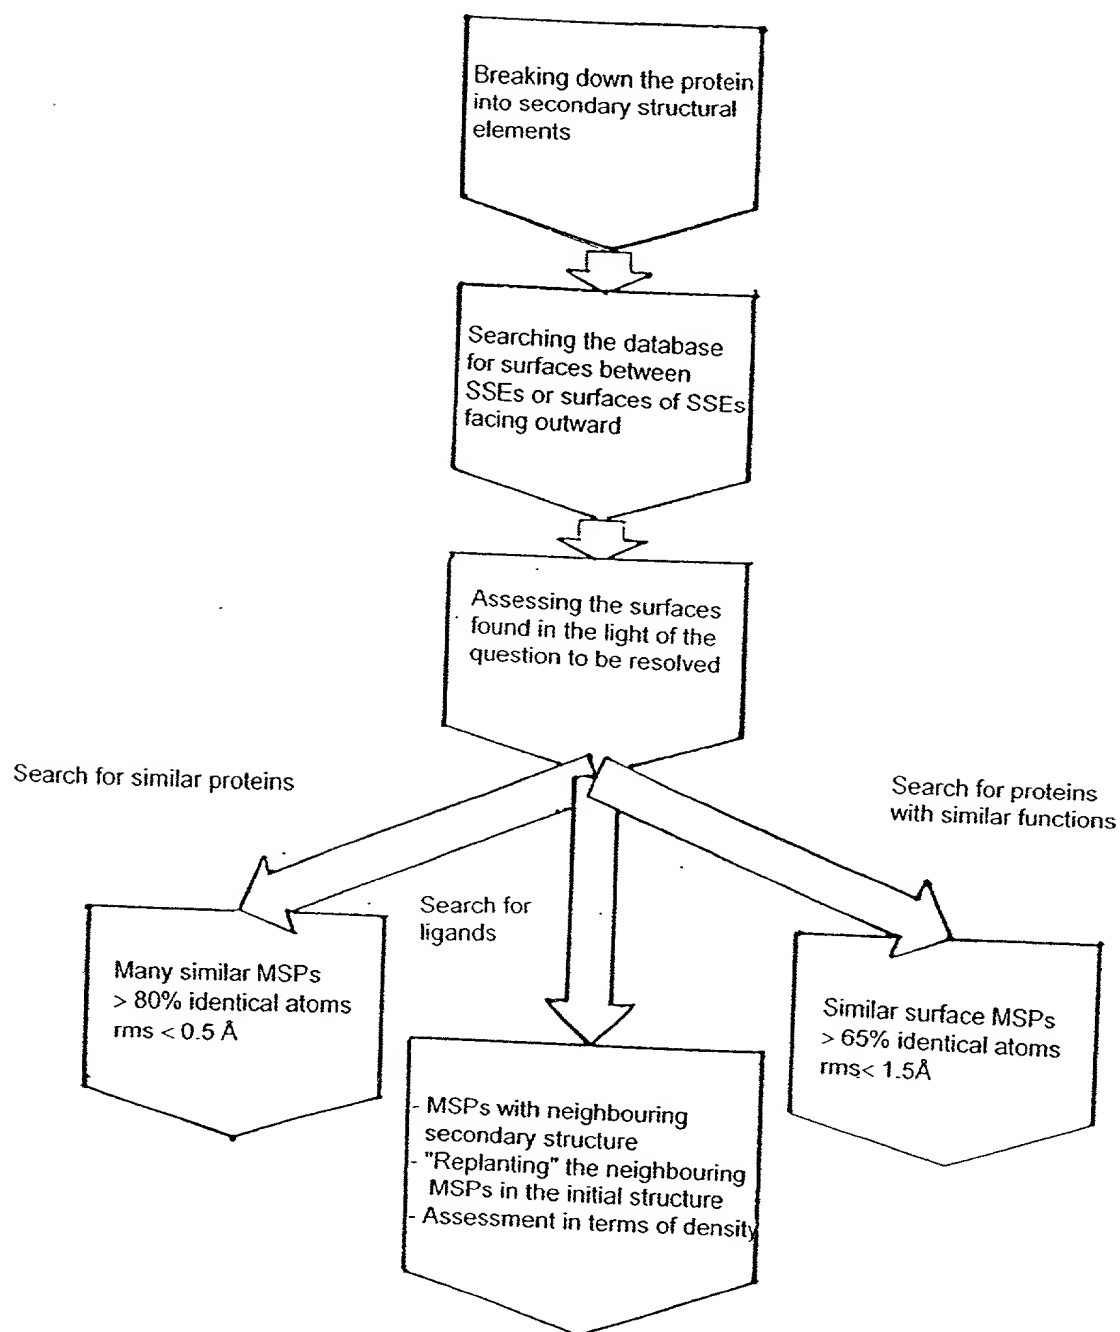 Breaking down the protein
into secondary structural
elements
Searching the database
for surfaces between
SSEs or surfaces of SSEs
facing outward
Assessing the surfaces
found in the light of the
question to be resolved
Search for similar proteins
Search for proteins
with similar functions
Search for
ligands
Many similar MSPs
> 80% identical atoms
rms < 0.5 Å
Similar surface MSPs
> 65% identical atoms
rms< 1.5Å
- MSPs with neighbouring
secondary structure
- "Replanting" the neighbouring
MSPs in the initial structure
- Assessment in terms of density